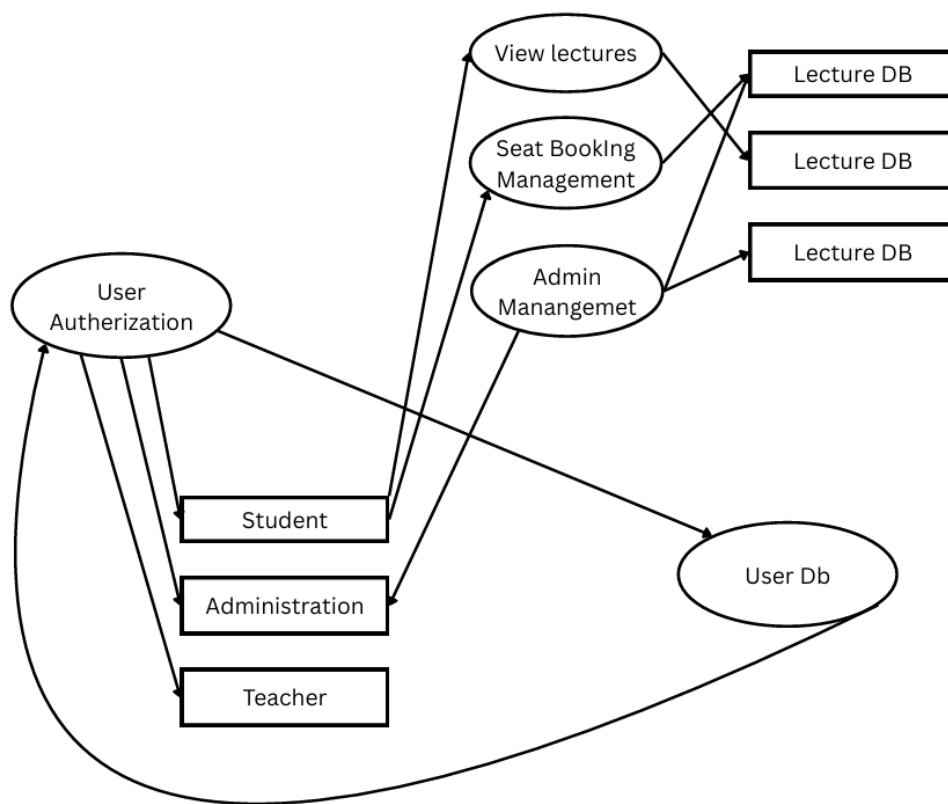 View lectures
Lecture DB
Seat BookIng
Management
Lecture DB
Admin
Manangemet
Lecture DB
User
Autherization
Student
Administration
Teacher
User Db